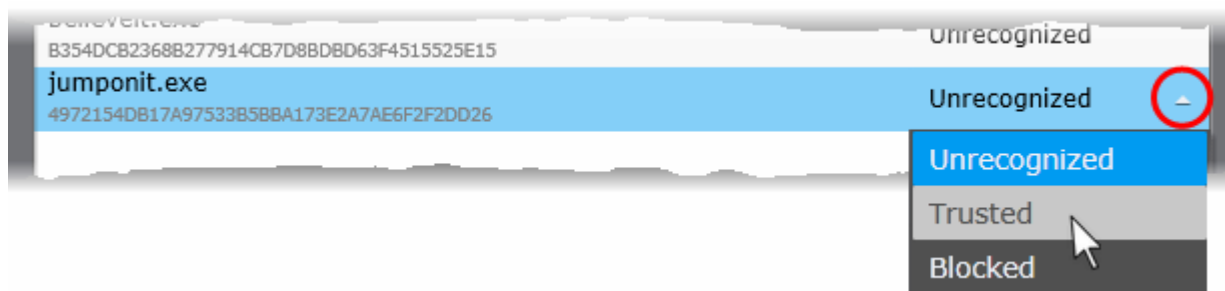 Unrecognized
B354DCB2368B277914CB7D8BDBD63F4515525E15
jumponit.exe
Unrecognized
4972154DB17A97533B5BBA173E2A7AE6F2F2DD26
Unrecognized
Trusted
Blocked